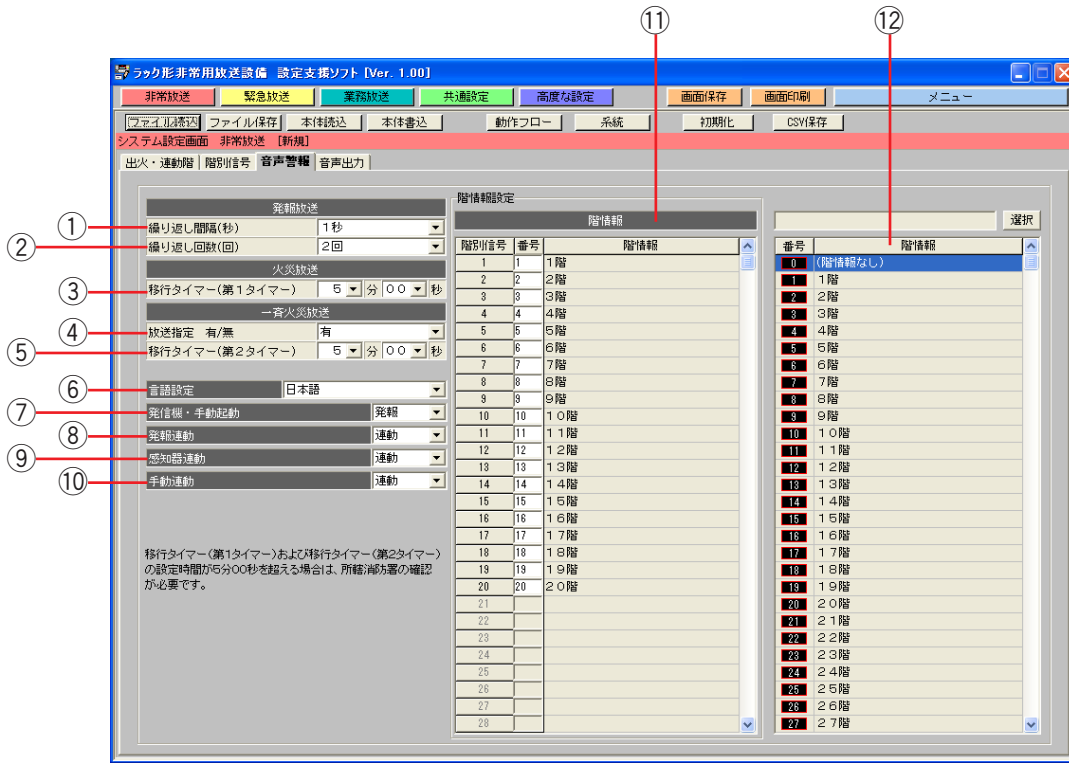 ⑪ ⑫
ラック形非常用放送設備 設定支援ソフト [Ver. 1.00]
非常放送 緊急放送 業務放送 共通設定 高度な設定 画面保存 画面印刷 メニュー
ファイル読込 ファイル保存 本体読込 本体書込 動作フロー 系統 初期化 CSV保存
システム設定画面 非常放送 [新規]
出火・連動階 階別信号 音声警報 音声出力
発報放送
① 繰り返し間隔(秒) 1秒
② 繰り返し回数(回) 2回
火災放送
③ 移行タイマー(第1タイマー) 5 分 00 秒
一斉火災放送
④ 放送指定 有/無 有
⑤ 移行タイマー(第2タイマー) 5 分 00 秒
⑥ 言語設定 日本語
⑦ 発信機・手動起動 発報
⑧ 発報連動 連動
⑨ 感知器連動 連動
⑩ 手動連動 連動
移行タイマー(第1タイマー)および移行タイマー(第2タイマー)
の設定時間が5分00秒を超える場合は、所轄消防署の確認
が必要です。
階情報設定
階情報
階別信号 番号 階情報
1 1 1階
2 2 2階
3 3 3階
4 4 4階
5 5 5階
6 6 6階
7 7 7階
8 8 8階
9 9 9階
10 10 10階
11 11 11階
12 12 12階
13 13 13階
14 14 14階
15 15 15階
16 16 16階
17 17 17階
18 18 18階
19 19 19階
20 20 20階
21
22
23
24
25
26
27
28
選択
番号 階情報
0 (階情報なし)
1 1階
2 2階
3 3階
4 4階
5 5階
6 6階
7 7階
8 8階
9 9階
10 10階
11 11階
12 12階
13 13階
14 14階
15 15階
16 16階
17 17階
18 18階
19 19階
20 20階
21 21階
22 22階
23 23階
24 24階
25 25階
26 26階
27 27階